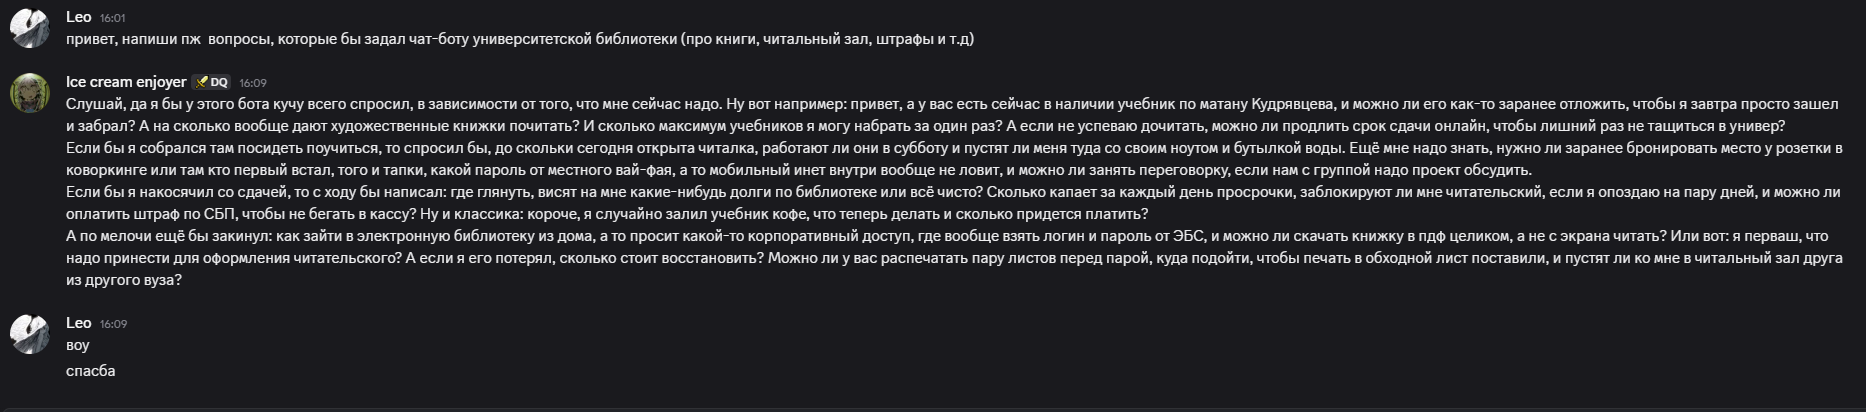 Leo 16:01
привет, напиши пж  вопросы, которые бы задал чат-боту университетской библиотеки (про книги, читальный зал, штрафы и т.д)
Ice cream enjoyer DQ 16:09
Слушай, да я бы у этого бота кучу всего спросил, в зависимости от того, что мне сейчас надо. Ну вот например: привет, а у вас есть сейчас в наличии учебник по матану Кудрявцева, и можно ли его как-то заранее отложить, чтобы я завтра просто зашел
и забрал? А на сколько вообще дают художественные книжки почитать? И сколько максимум учебников я могу набрать за один раз? А если не успеваю дочитать, можно ли продлить срок сдачи онлайн, чтобы лишний раз не тащиться в универ?
Если бы я собрался там посидеть поучиться, то спросил бы, до скольки сегодня открыта читалка, работают ли они в субботу и пустят ли меня туда со своим ноутом и бутылкой воды. Ещё мне надо знать, нужно ли заранее бронировать место у розетки в
коворкинге или там кто первый встал, того и тапки, какой пароль от местного вай-фая, а то мобильный инет внутри вообще не ловит, и можно ли занять переговорку, если нам с группой надо проект обсудить.
Если бы я накосячил со сдачей, то с ходу бы написал: где глянуть, висят на мне какие-нибудь долги по библиотеке или всё чисто? Сколько капает за каждый день просрочки, заблокируют ли мне читательский, если я опоздаю на пару дней, и можно ли
оплатить штраф по СБП, чтобы не бегать в кассу? Ну и классика: короче, я случайно залил учебник кофе, что теперь делать и сколько придется платить?
А по мелочи ещё бы закинул: как зайти в электронную библиотеку из дома, а то просит какой-то корпоративный доступ, где вообще взять логин и пароль от ЭБС, и можно ли скачать книжку в пдф целиком, а не с экрана читать? Или вот: я перваш, что
надо принести для оформления читательского? А если я его потерял, сколько стоит восстановить? Можно ли у вас распечатать пару листов перед парой, куда подойти, чтобы печать в обходной лист поставили, и пустят ли ко мне в читальный зал друга
из другого вуза?
Leo 16:09
воу
спасба